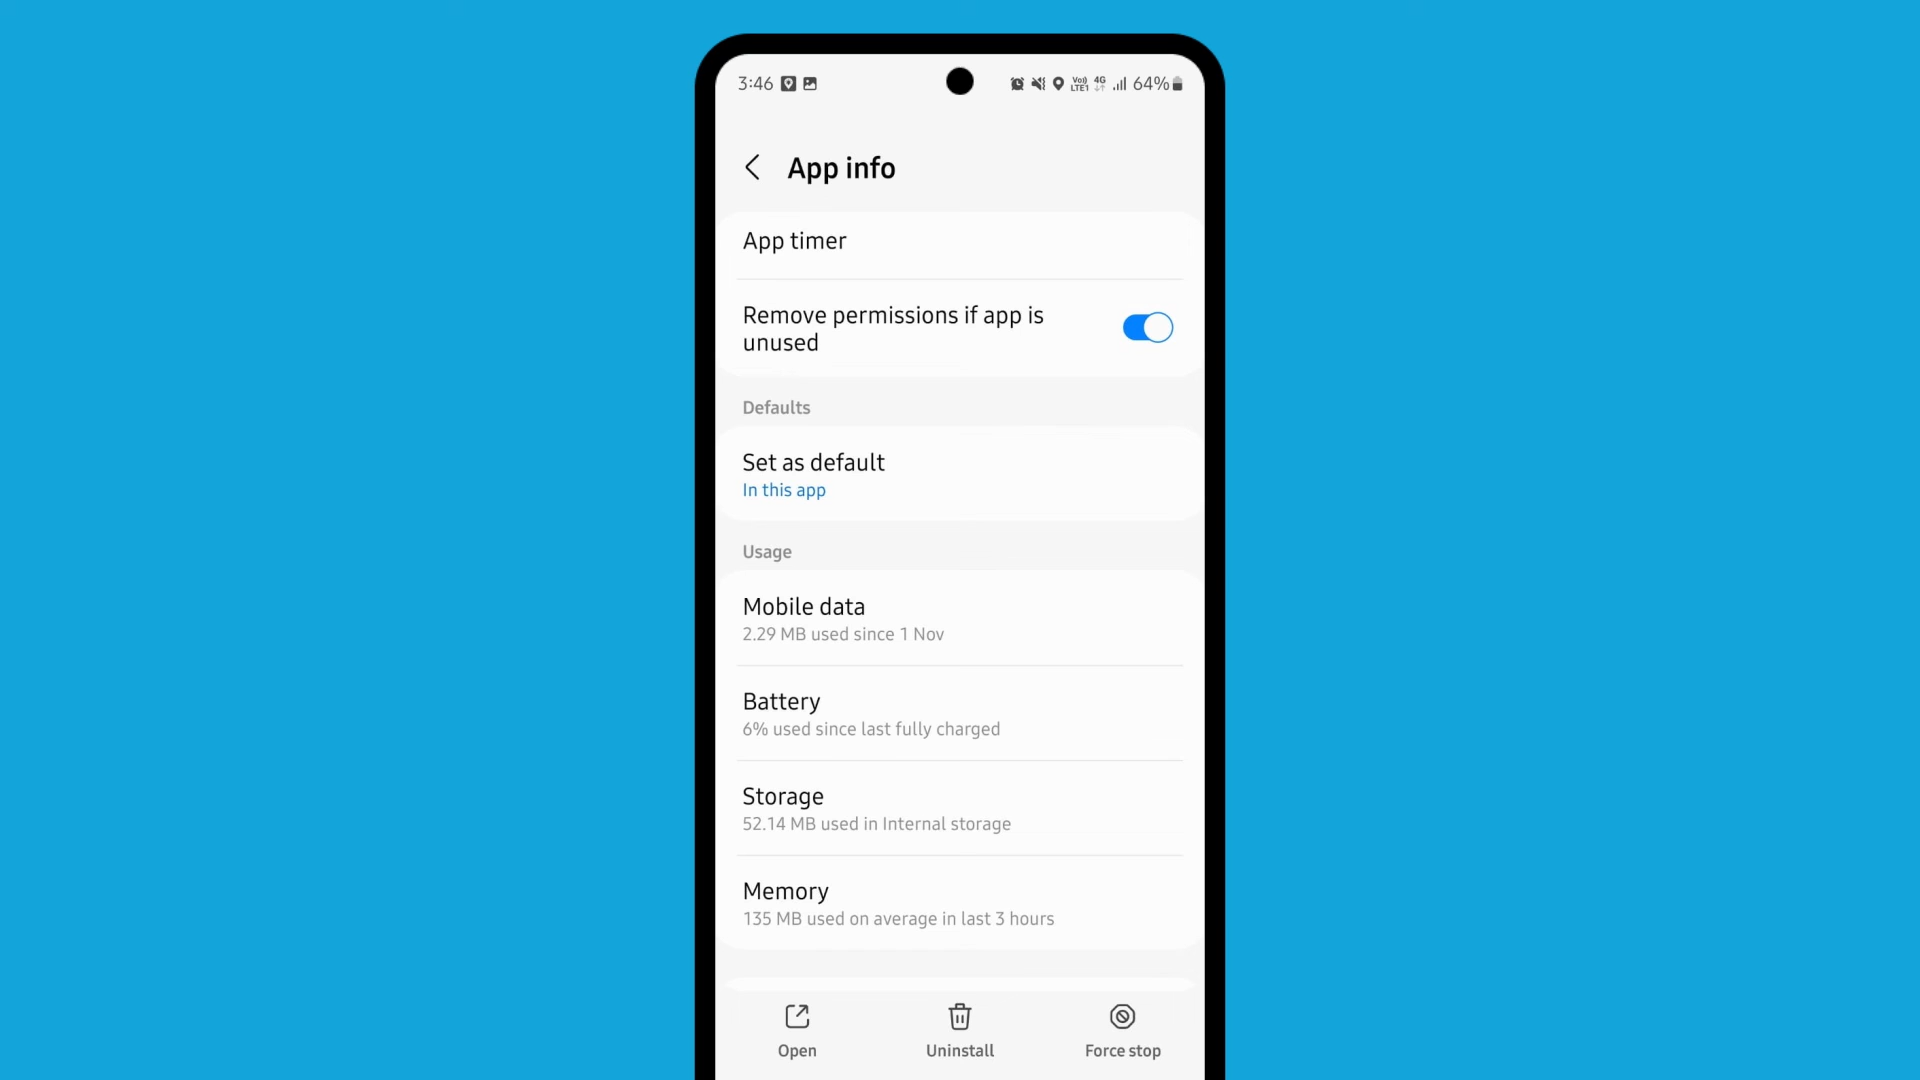 3:46
Vo)) LTE1 4G 64%
App info
App timer
Remove permissions if app is
unused
Defaults
Set as default
In this app
Usage
Mobile data
2.29 MB used since 1 Nov
Battery
6% used since last fully charged
Storage
52.14 MB used in Internal storage
Memory
135 MB used on average in last 3 hours
Open
Uninstall
Force stop